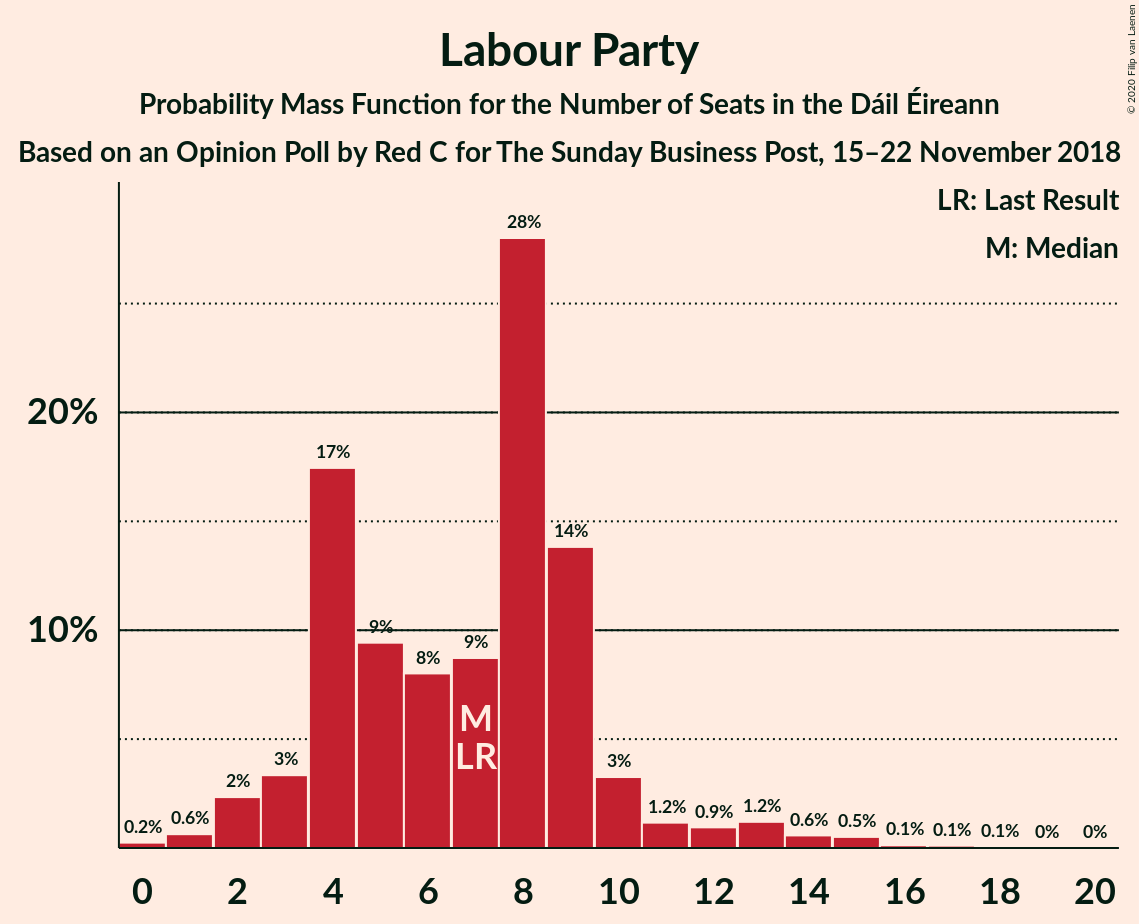 Labour Party
Probability Mass Function for the Number of Seats in the Dáil Éireann
Based on an Opinion Poll by Red C for The Sunday Business Post, 15–22 November 2018
© 2020 Filip van Laenen
LR: Last Result
M: Median
28%
20%
17%
14%
10%
9%
9%
8%
M
LR
3%
3%
2%
0.2%
0.6%
1.2%
0.9%
1.2%
0.6%
0.5%
0.1%
0.1%
0.1%
0%
0%
0 2 4 6 8 10 12 14 16 18 20